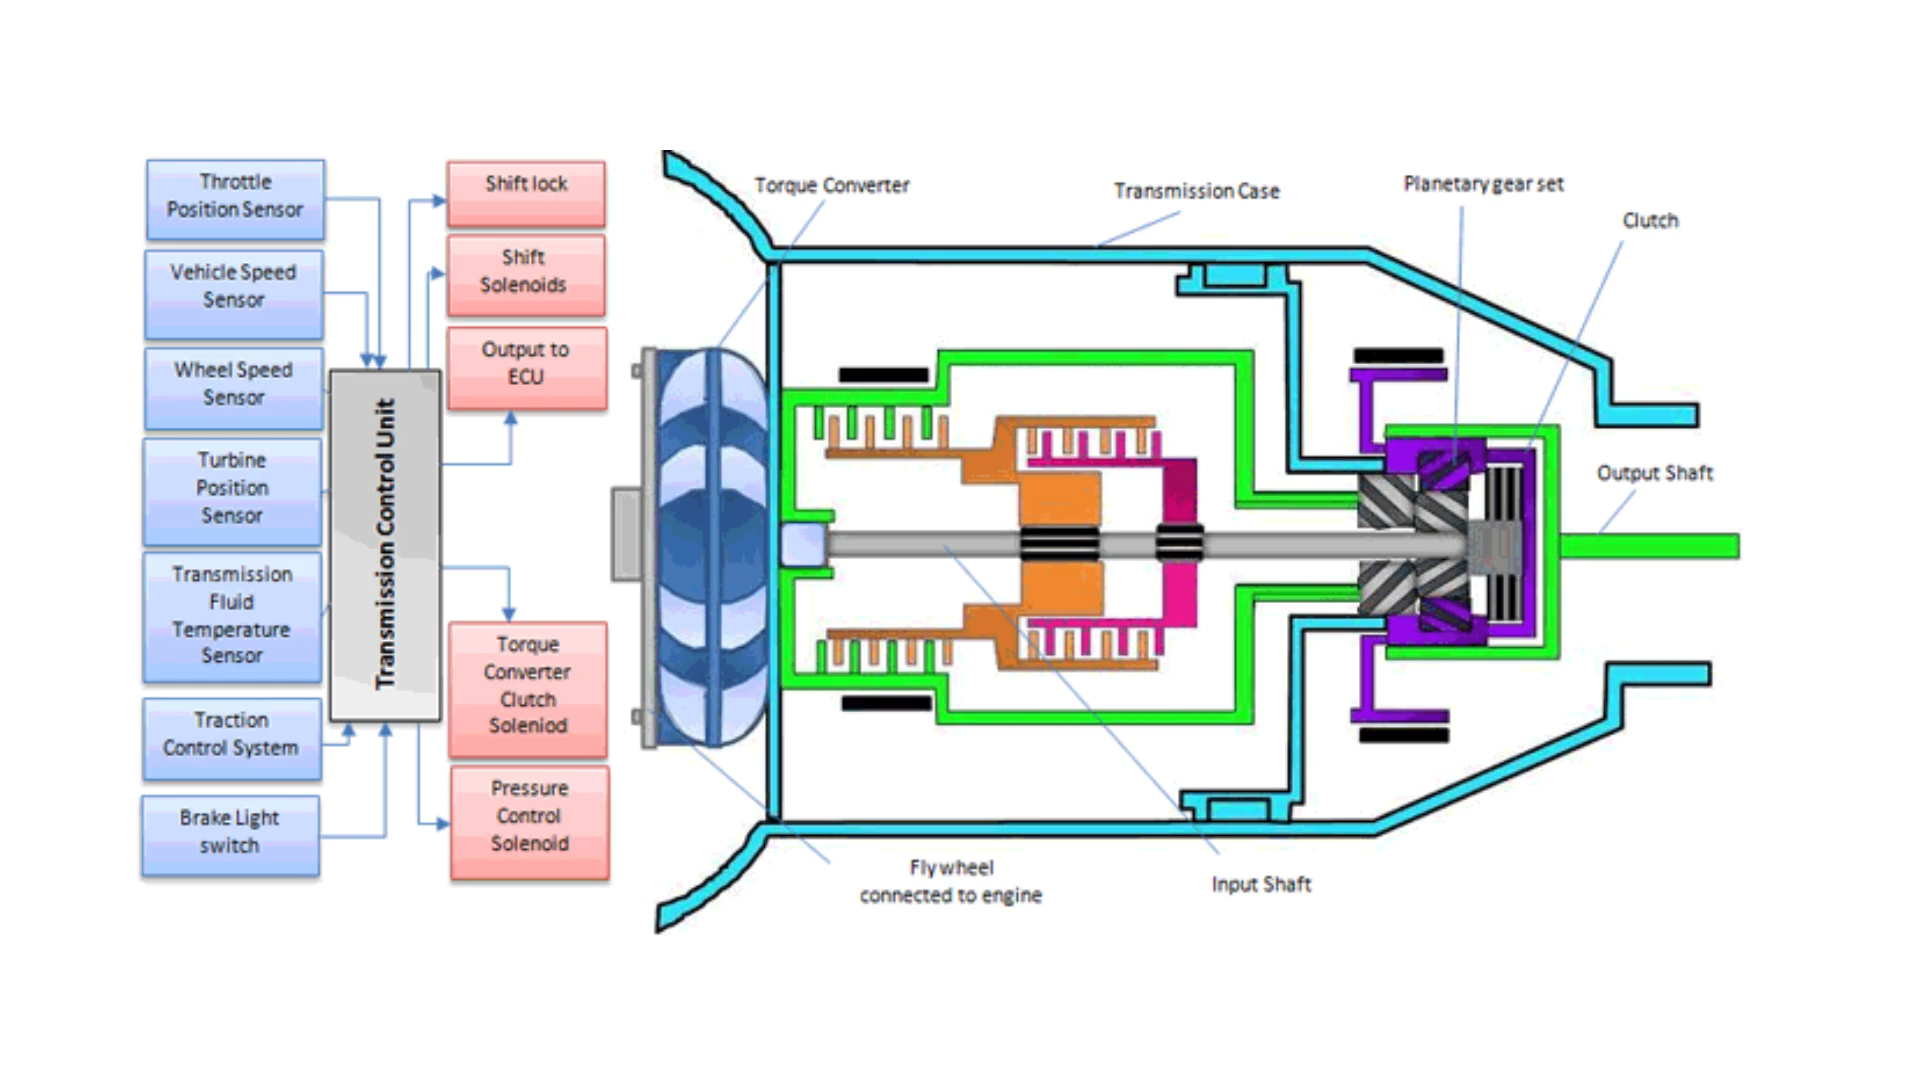 Throttle
Position Sensor
Vehicle Speed
Sensor
Wheel Speed
Sensor
Turbine
Position
Sensor
Transmission
Fluid
Temperature
Sensor
Traction
Control System
Brake Light
switch
Transmission Control Unit
Shift lock
Shift
Solenoids
Output to
ECU
Torque
Converter
Clutch
Soleniod
Pressure
Control
Solenoid
Torque Converter
Transmission Case
Planetary gear set
Clutch
Output Shaft
Fly wheel
connected to engine
Input Shaft